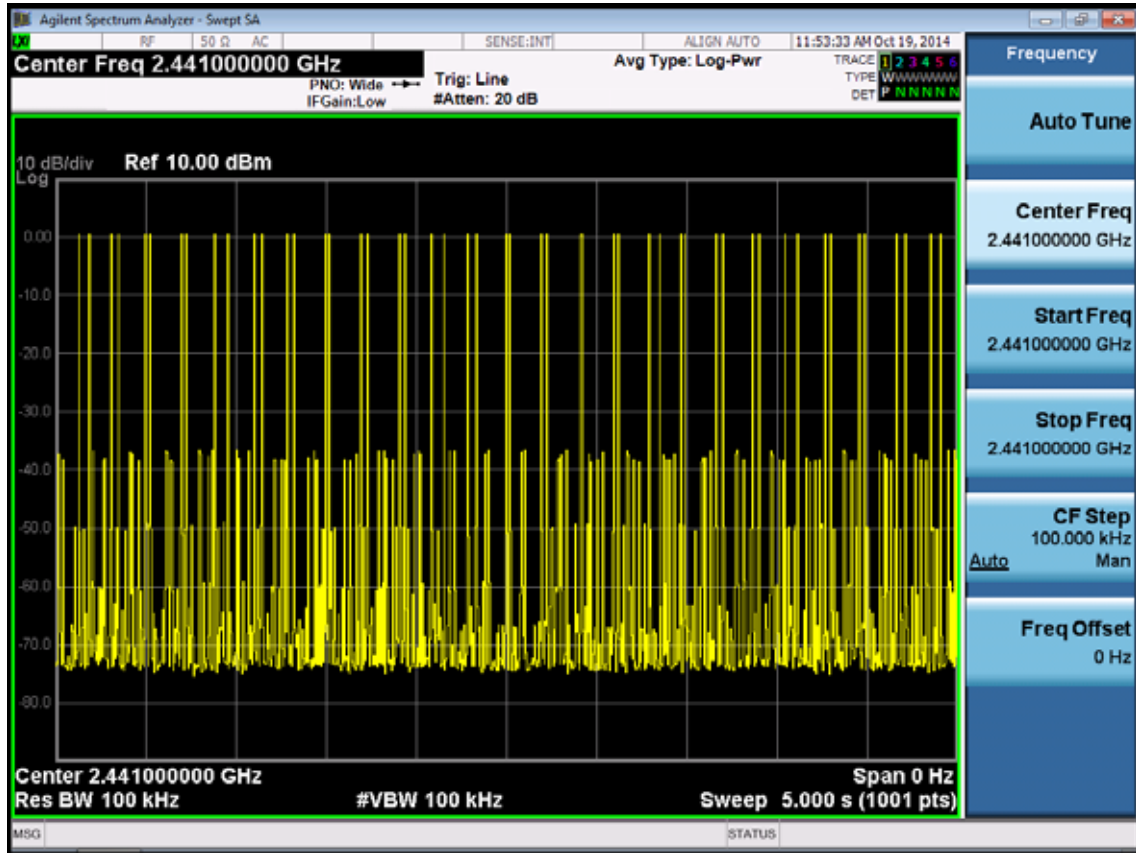 Agilent Spectrum Analyzer - Swept SA
RF 50 Ω AC SENSE:INT ALIGN AUTO 11:53:33 AM Oct 19, 2014
Center Freq 2.441000000 GHz
PNO: Wide
IFGain:Low
Trig: Line
#Atten: 20 dB
Avg Type: Log-Pwr
TRACE 1 2 3 4 5 6
TYPE WWWWWWW
DET P N N N N N
10 dB/div Ref 10.00 dBm
Log
0.00
-10.0
-20.0
-30.0
-40.0
-50.0
-60.0
-70.0
-80.0
Center 2.441000000 GHz Span 0 Hz
Res BW 100 kHz #VBW 100 kHz Sweep 5.000 s (1001 pts)
MSG STATUS
Frequency
Auto Tune
Center Freq
2.441000000 GHz
Start Freq
2.441000000 GHz
Stop Freq
2.441000000 GHz
CF Step
100.000 kHz
Auto Man
Freq Offset
0 Hz